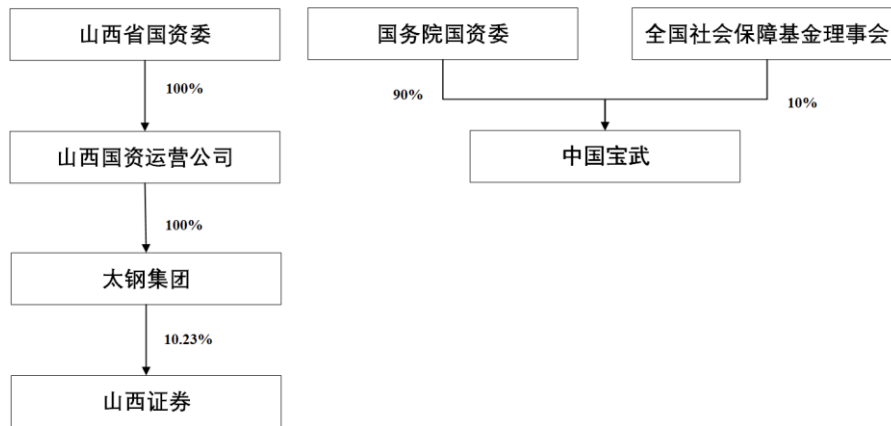 山西省国资委
国务院国资委
全国社会保障基金理事会
100%
90%
10%
山西国资运营公司
中国宝武
100%
太钢集团
10.23%
山西证券